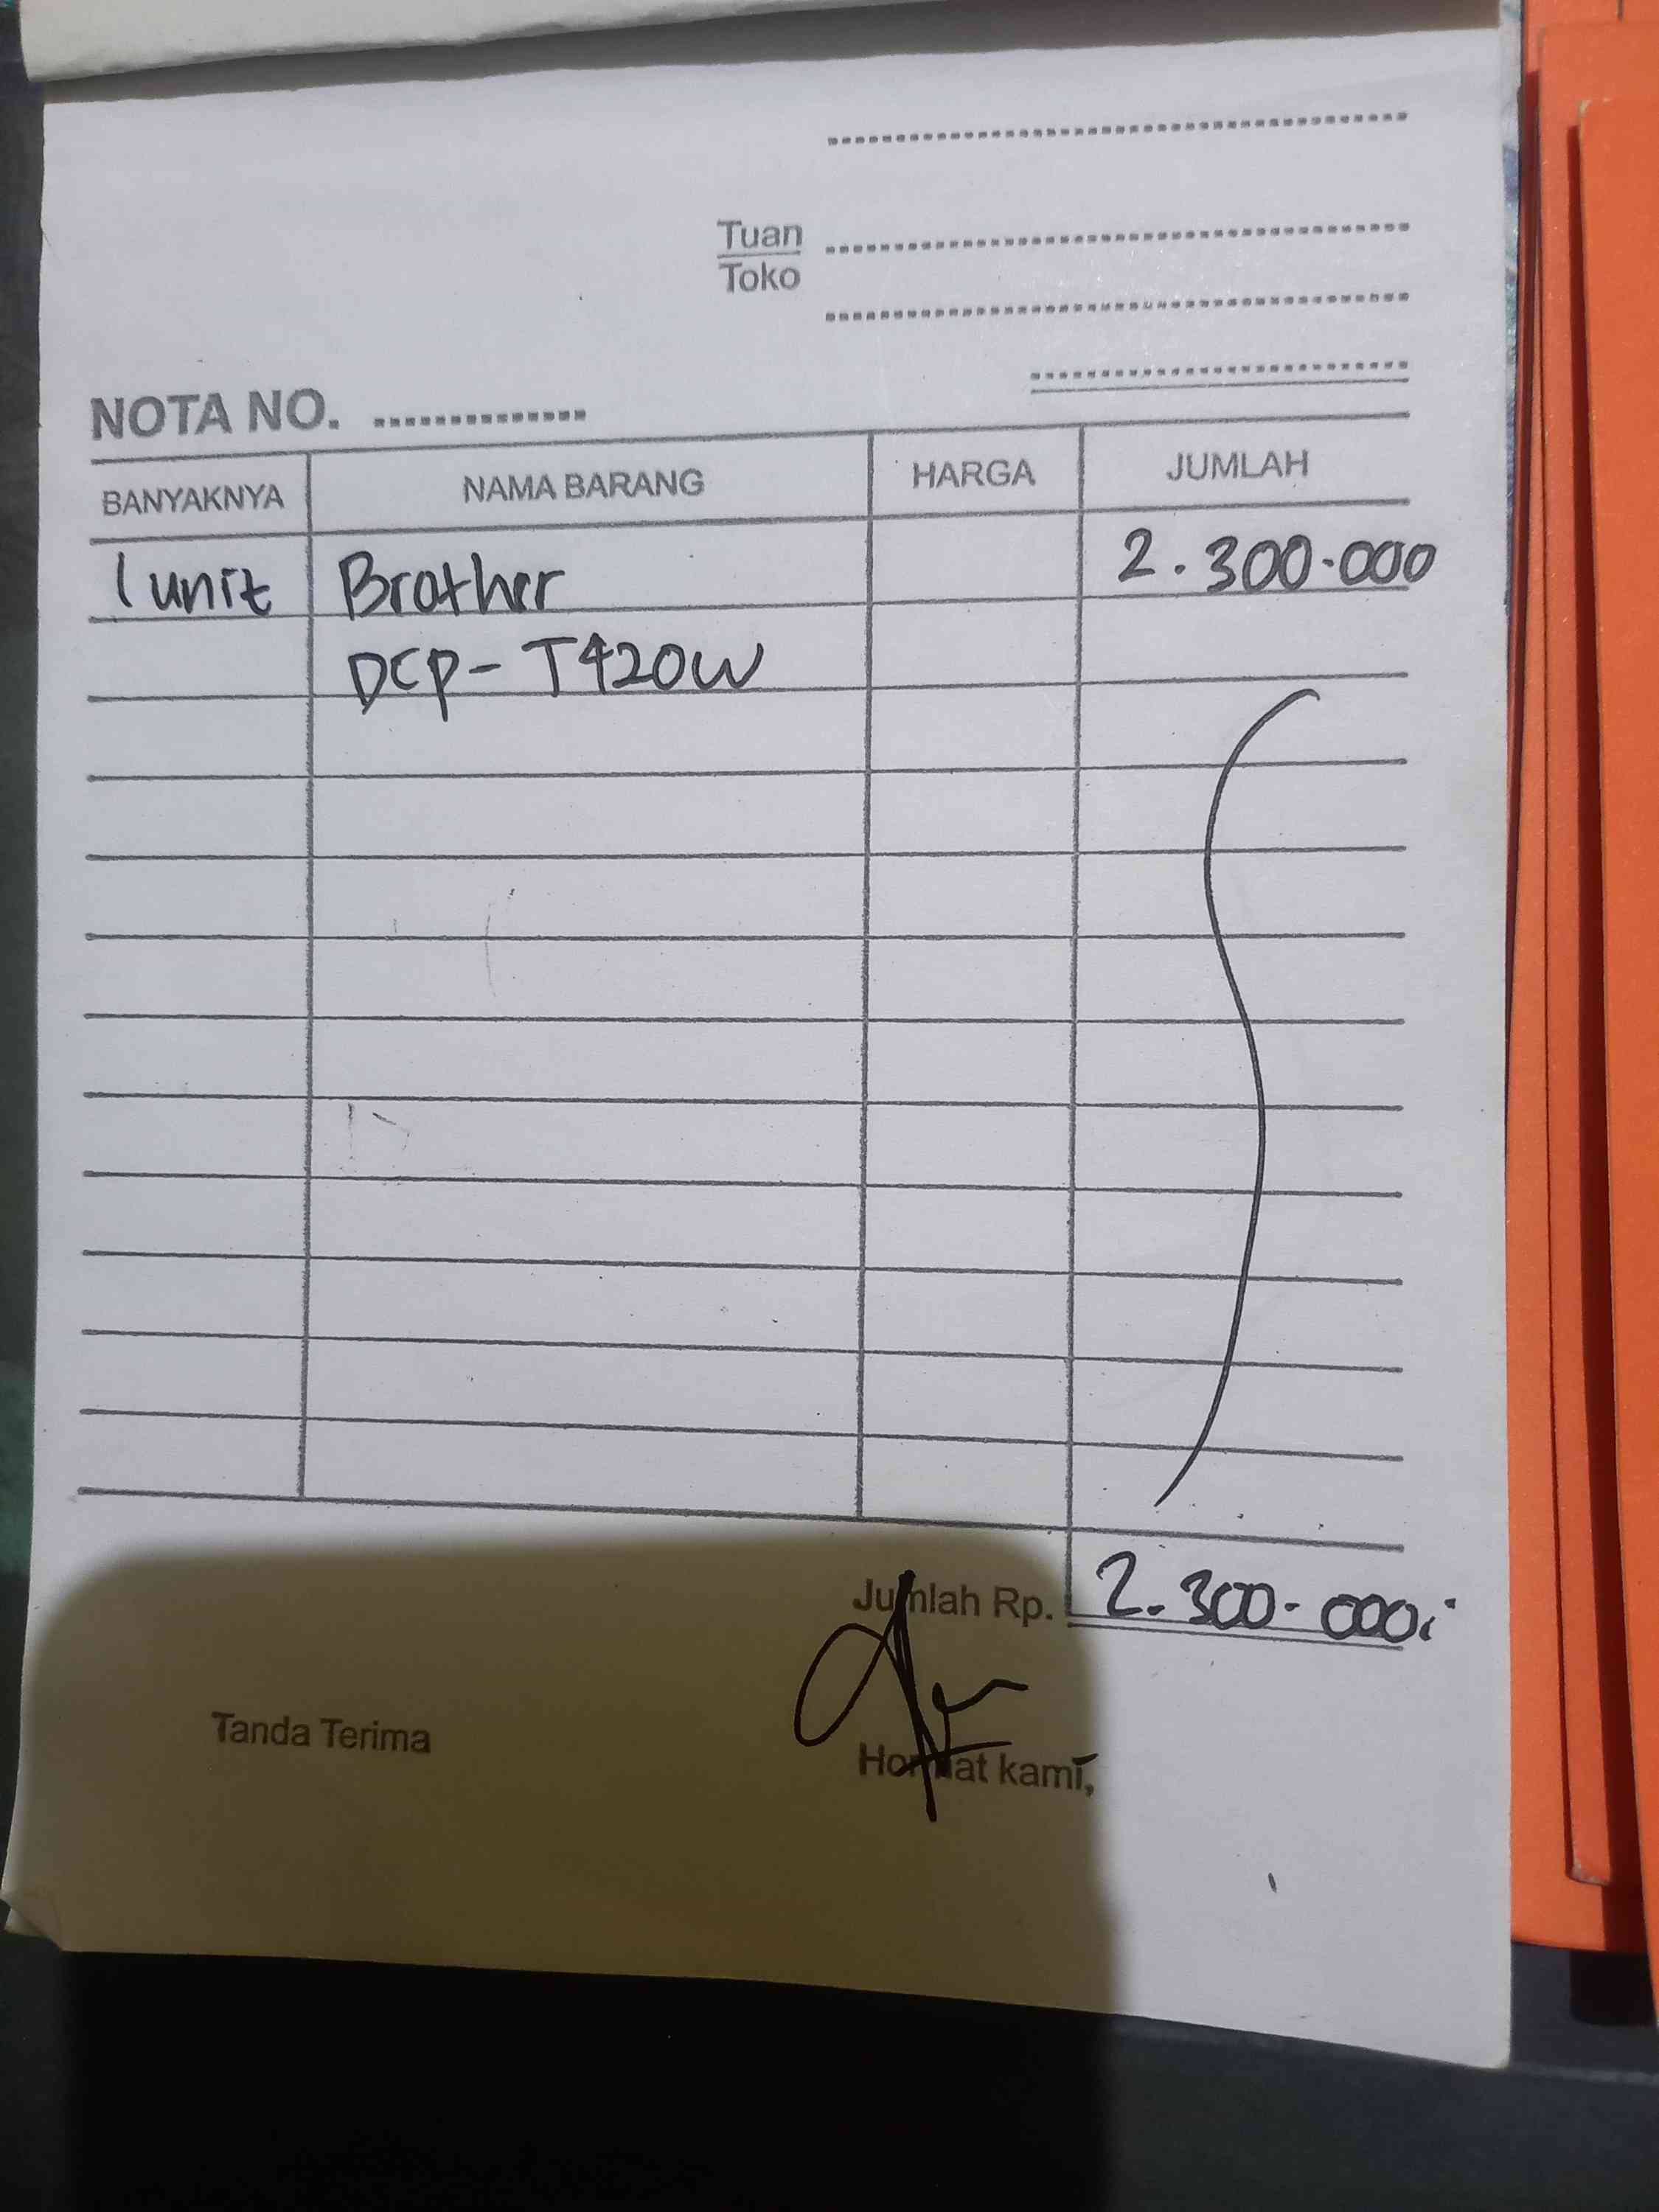 Tuan
Toko
NOTA NO.
BANYAKNYA NAMA BARANG HARGA JUMLAH
1 unit Brother 2.300.000
DCP-T420W
Jumlah Rp. 2.300.000
Tanda Terima
Hormat kami,